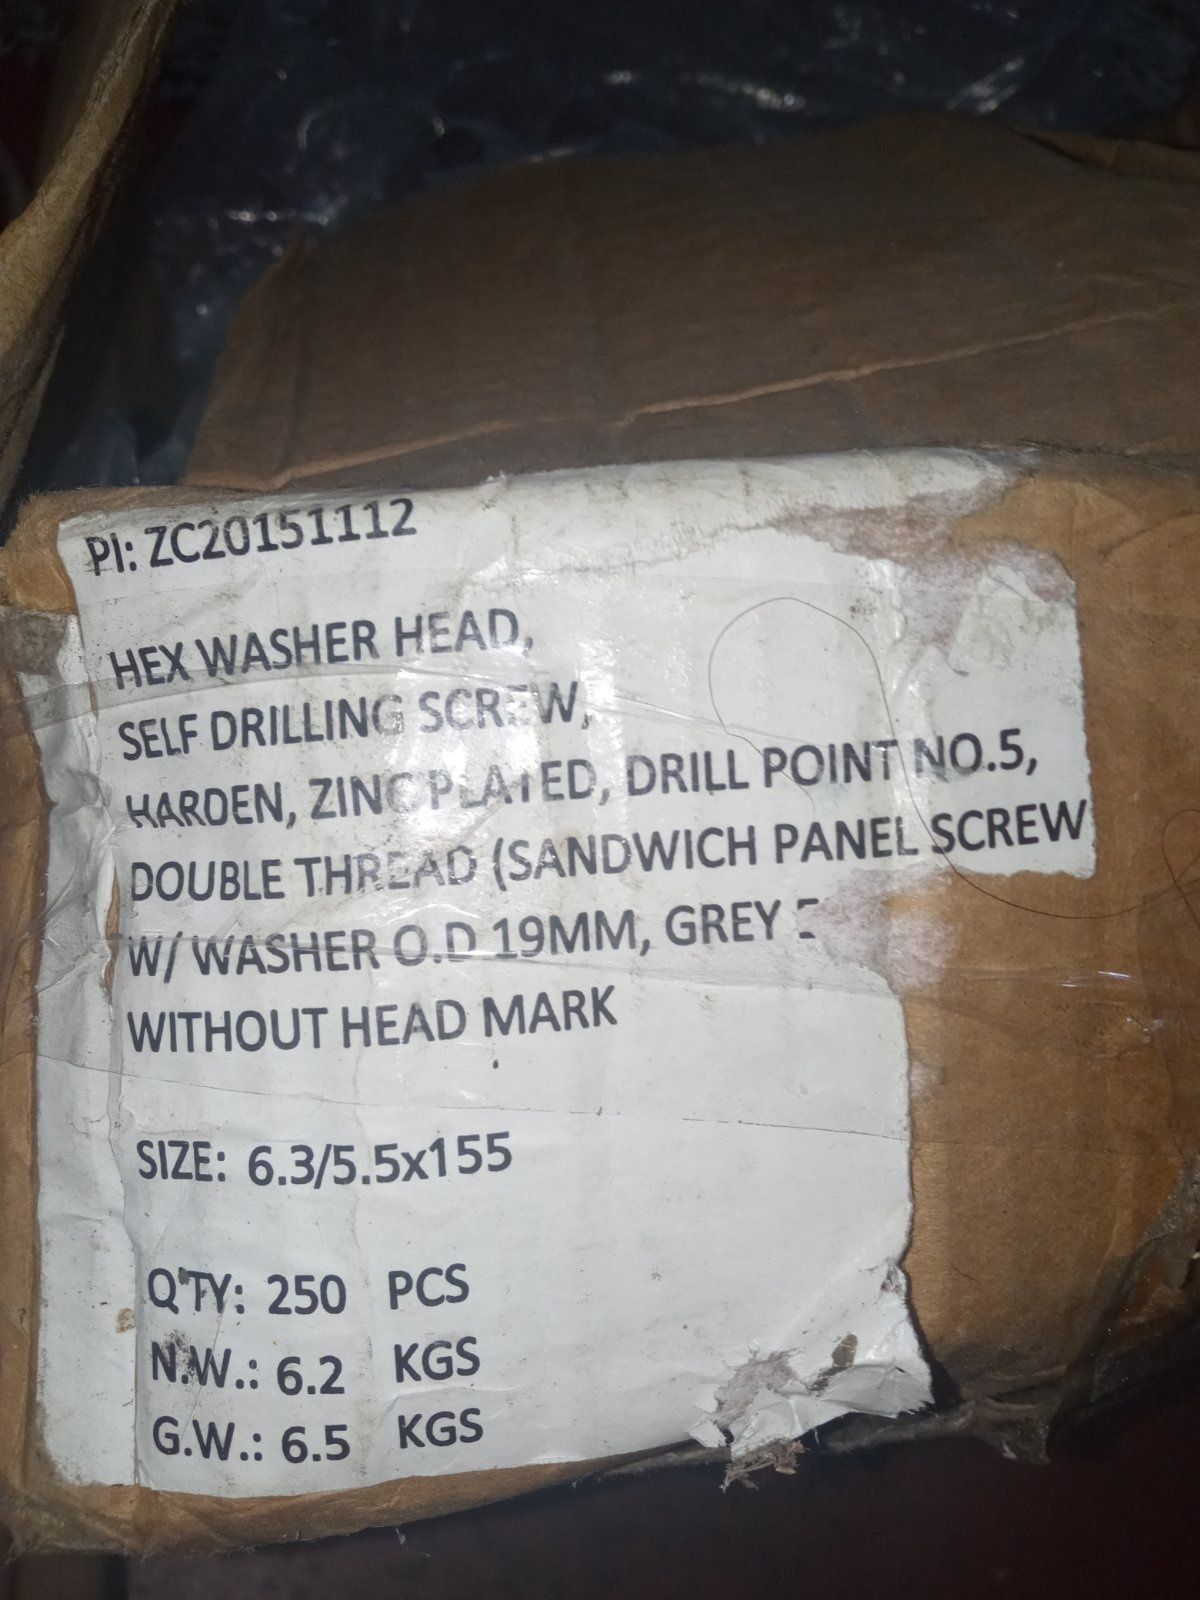 PI: ZC20151112
HEX WASHER HEAD,
SELF DRILLING SCREW,
HARDEN, ZINC PLATED, DRILL POINT NO.5,
DOUBLE THREAD (SANDWICH PANEL SCREW
W/ WASHER O.D 19MM, GREY
WITHOUT HEAD MARK
SIZE: 6.3/5.5x155
Q'TY: 250 PCS
N.W.: 6.2 KGS
G.W.: 6.5 KGS